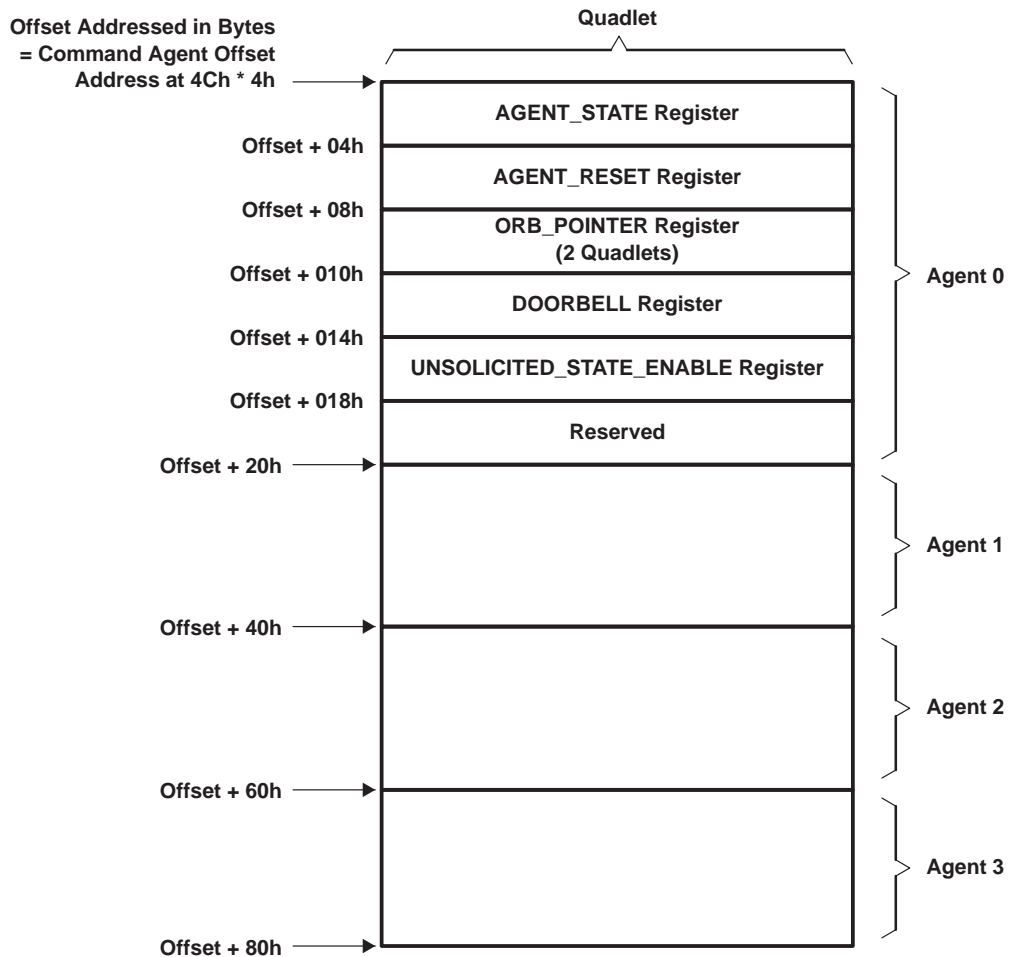 Quadlet
Offset Addressed in Bytes
= Command Agent Offset
Address at 4Ch * 4h
AGENT_STATE Register
Offset + 04h
AGENT_RESET Register
Offset + 08h
ORB_POINTER Register
(2 Quadlets)
Offset + 010h
Agent 0
DOORBELL Register
Offset + 014h
UNSOLICITED_STATE_ENABLE Register
Offset + 018h
Reserved
Offset + 20h
Agent 1
Offset + 40h
Agent 2
Offset + 60h
Agent 3
Offset + 80h